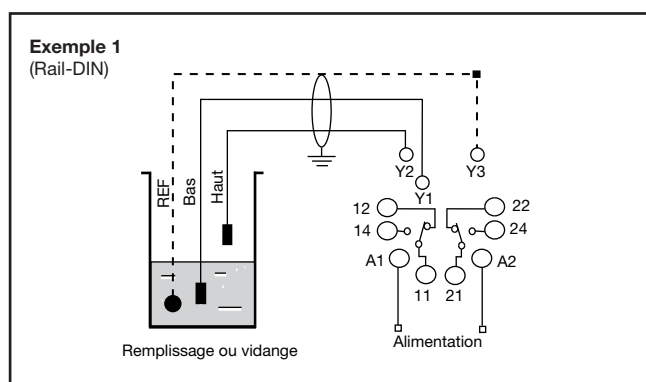 Exemple 1
(Rail-DIN)
REF
Bas
Haut
Y2
Y3
Y1
12
22
14
24
A1
A2
11
21
Remplissage ou vidange
Alimentation